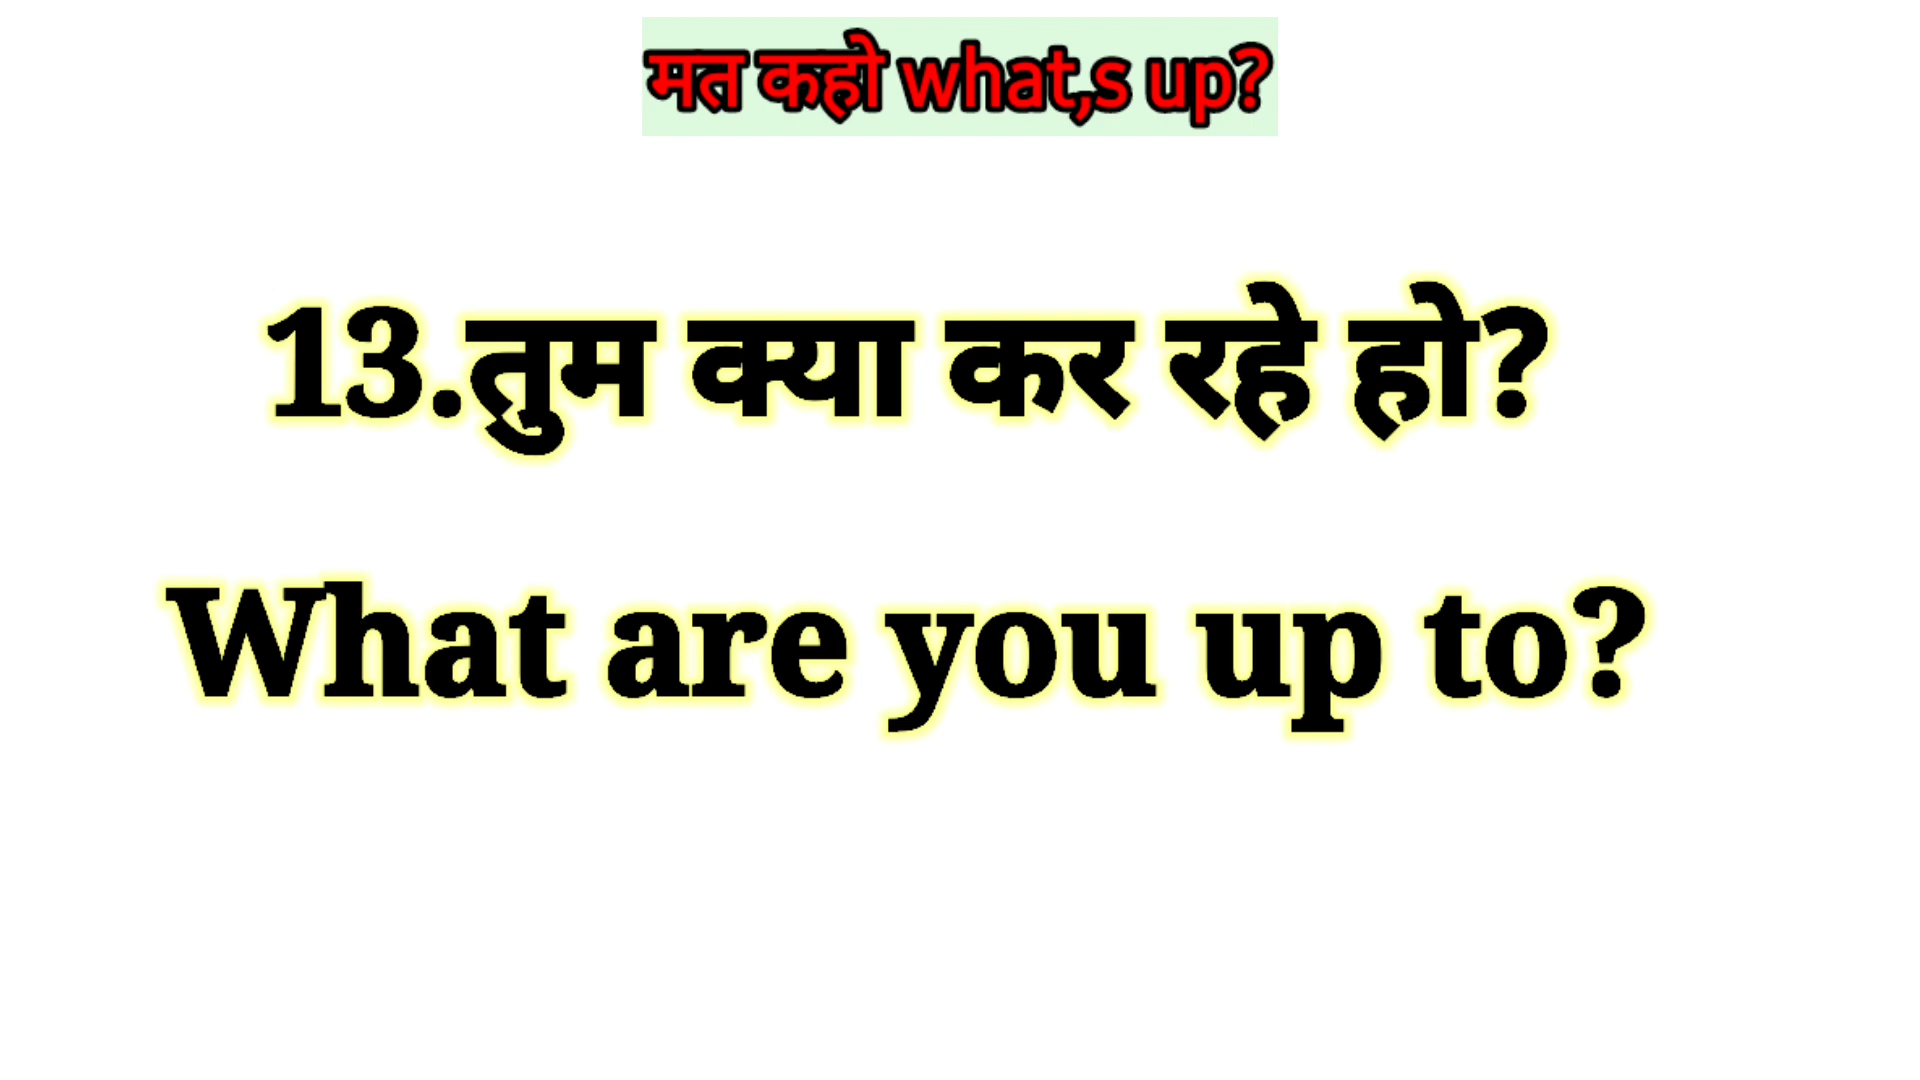 मत कहो what,s up?
13.तुम क्या कर रहे हो?
What are you up to?